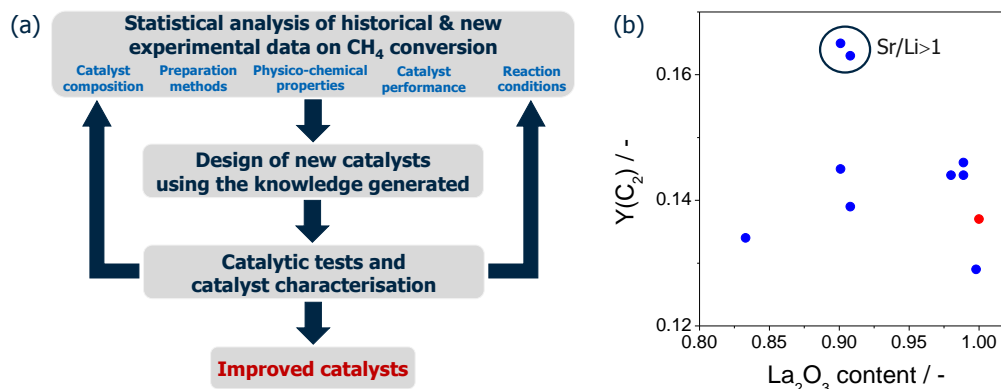 (a)
Statistical analysis of historical & new
experimental data on CH₄ conversion
Catalyst
composition
Preparation
methods
Physico-chemical
properties
Catalyst
performance
Reaction
conditions
Design of new catalysts
using the knowledge generated
Catalytic tests and
catalyst characterisation
Improved catalysts
(b)
Sr/Li>1
Y(C₂) / -
0.16
0.14
0.12
0.80
0.85
0.90
0.95
1.00
La₂O₃ content / -